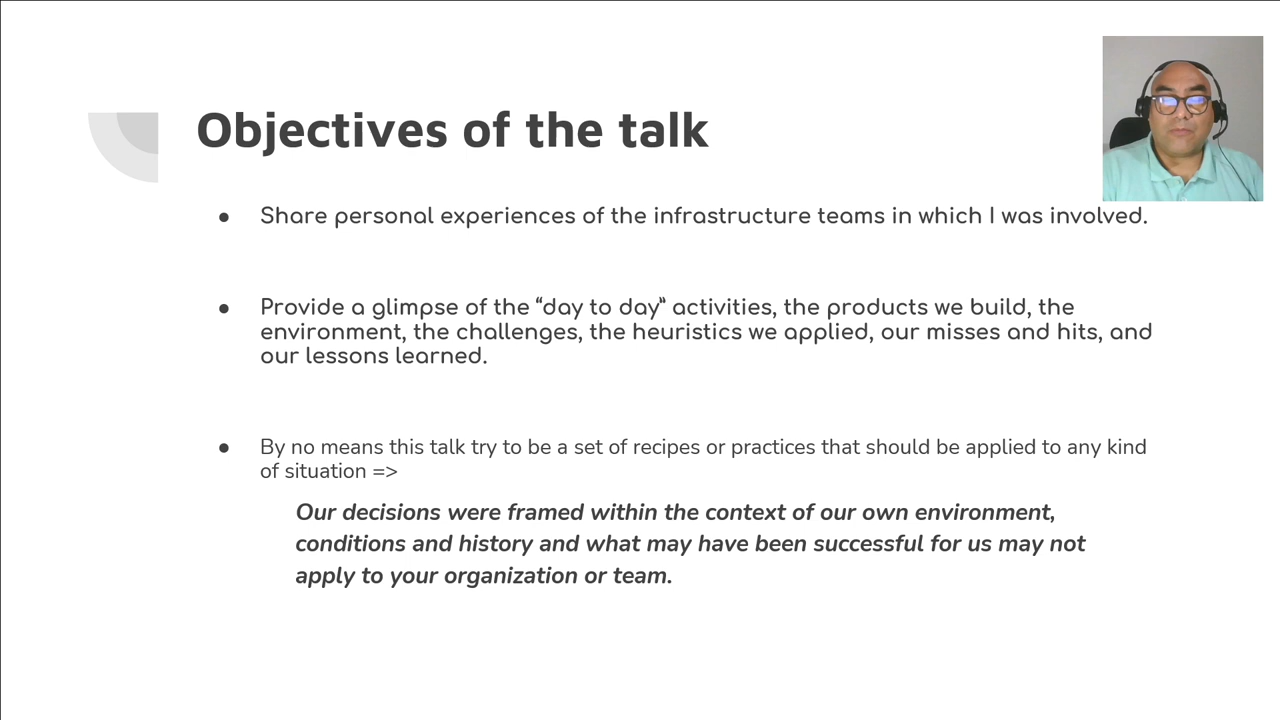 Objectives of the talk
● Share personal experiences of the infrastructure teams in which I was involved.
● Provide a glimpse of the “day to day” activities, the products we build, the
environment, the challenges, the heuristics we applied, our misses and hits, and
our lessons learned.
● By no means this talk try to be a set of recipes or practices that should be applied to any kind
of situation =>
Our decisions were framed within the context of our own environment,
conditions and history and what may have been successful for us may not
apply to your organization or team.